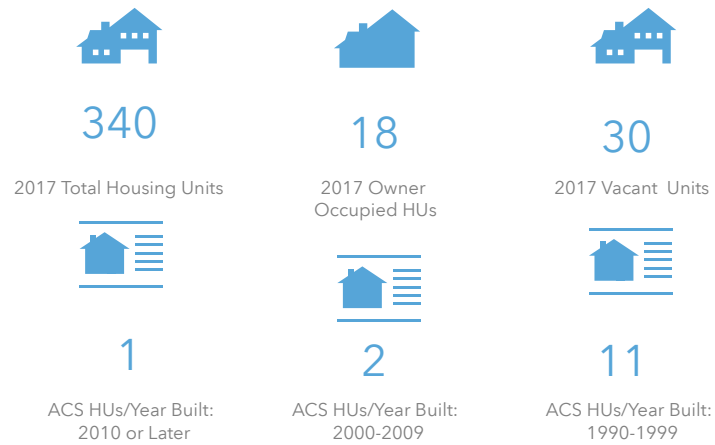 340
18
30
2017 Total Housing Units
2017 Owner
Occupied HUs
2017 Vacant Units
1
2
11
ACS HUs/Year Built:
2010 or Later
ACS HUs/Year Built:
2000-2009
ACS HUs/Year Built:
1990-1999